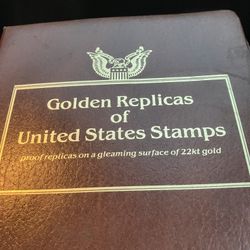 Golden Replicas
of
United States Stamps
proof replicas on a gleaming surface of 22kt gold